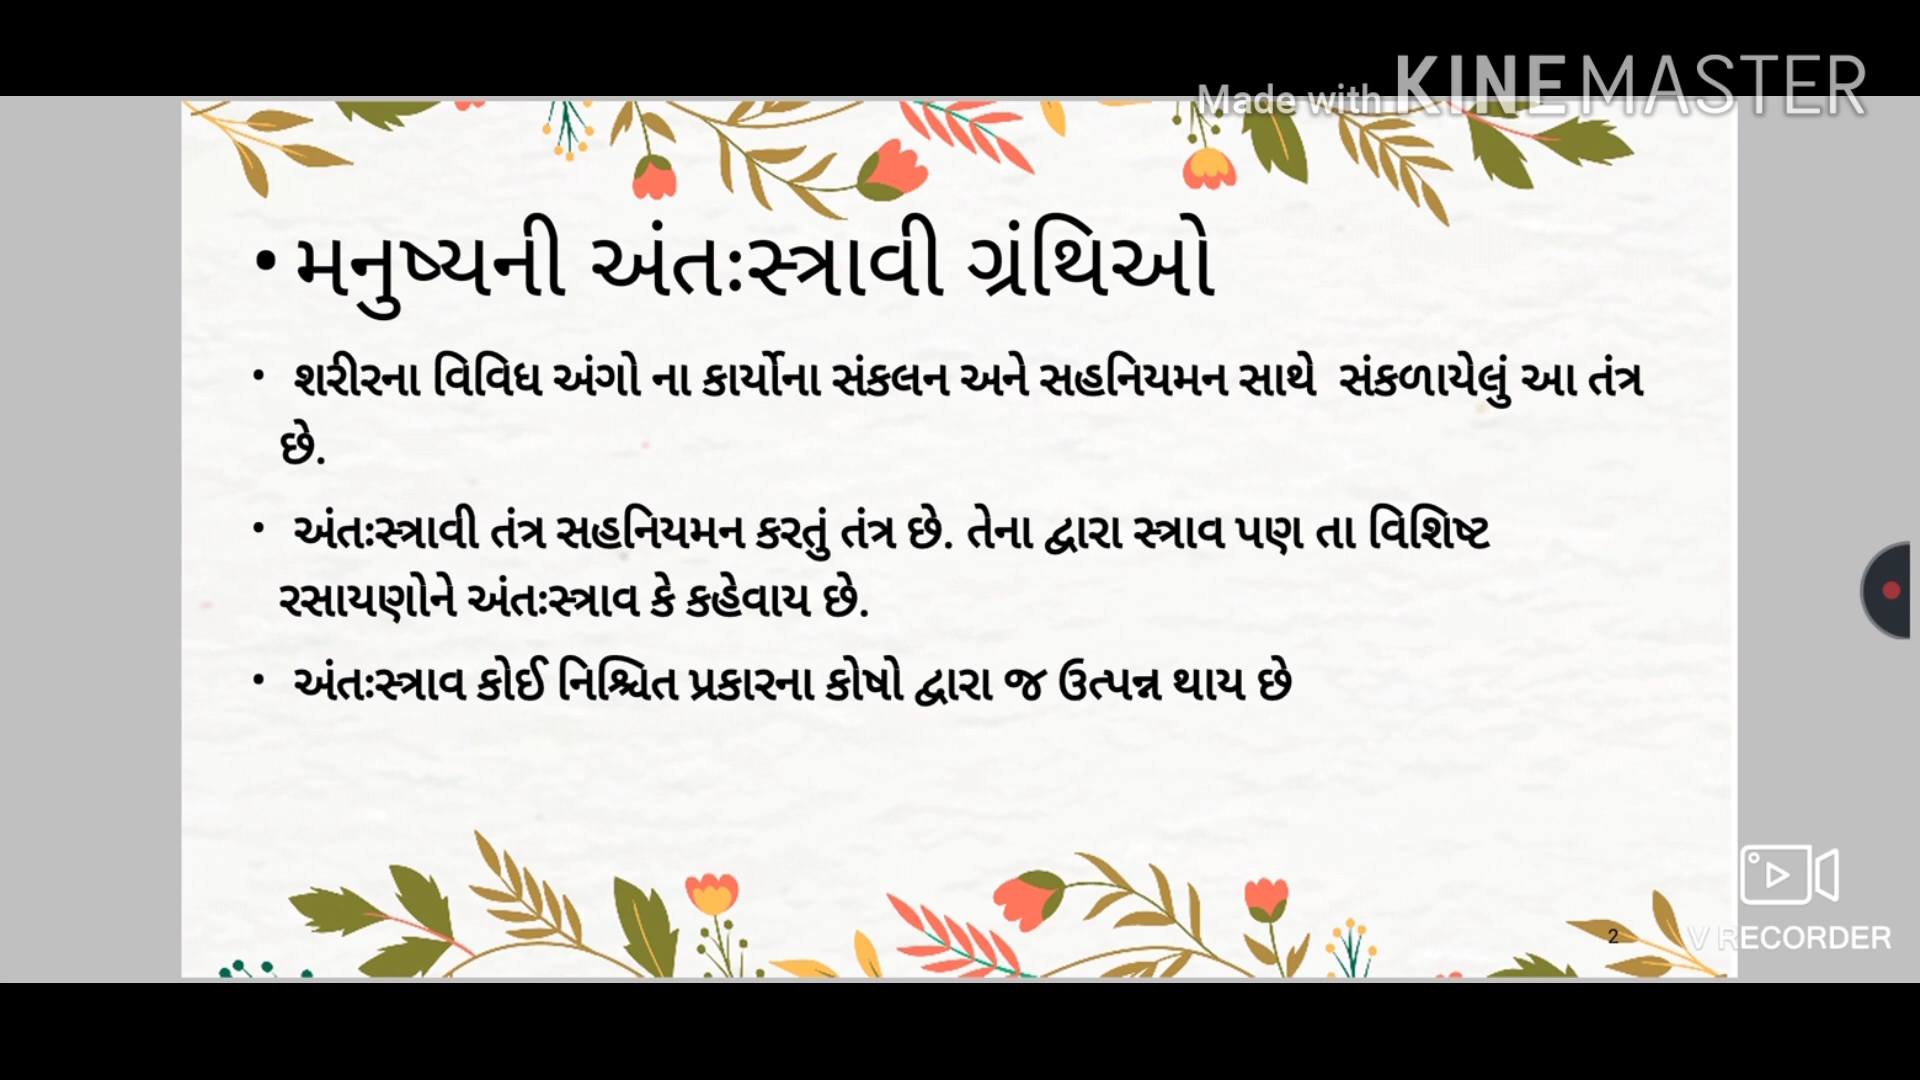 Made with KINEMASTER
• મનુષ્યની અંતઃસ્ત્રાવી ગ્રંથિઓ
• શરીરના વિવિધ અંગો ના કાર્યોના સંકલન અને સહનિયમન સાથે સંકળાયેલું આ તંત્ર
છે.
• અંતઃસ્ત્રાવી તંત્ર સહનિયમન કરતું તંત્ર છે. તેના દ્વારા સ્ત્રાવ પણ તા વિશિષ્ટ
રસાયણોને અંતઃસ્ત્રાવ કે કહેવાય છે.
• અંતઃસ્ત્રાવ કોઈ નિશ્ચિત પ્રકારના કોષો દ્વારા જ ઉત્પન્ન થાય છે
2
V RECORDER